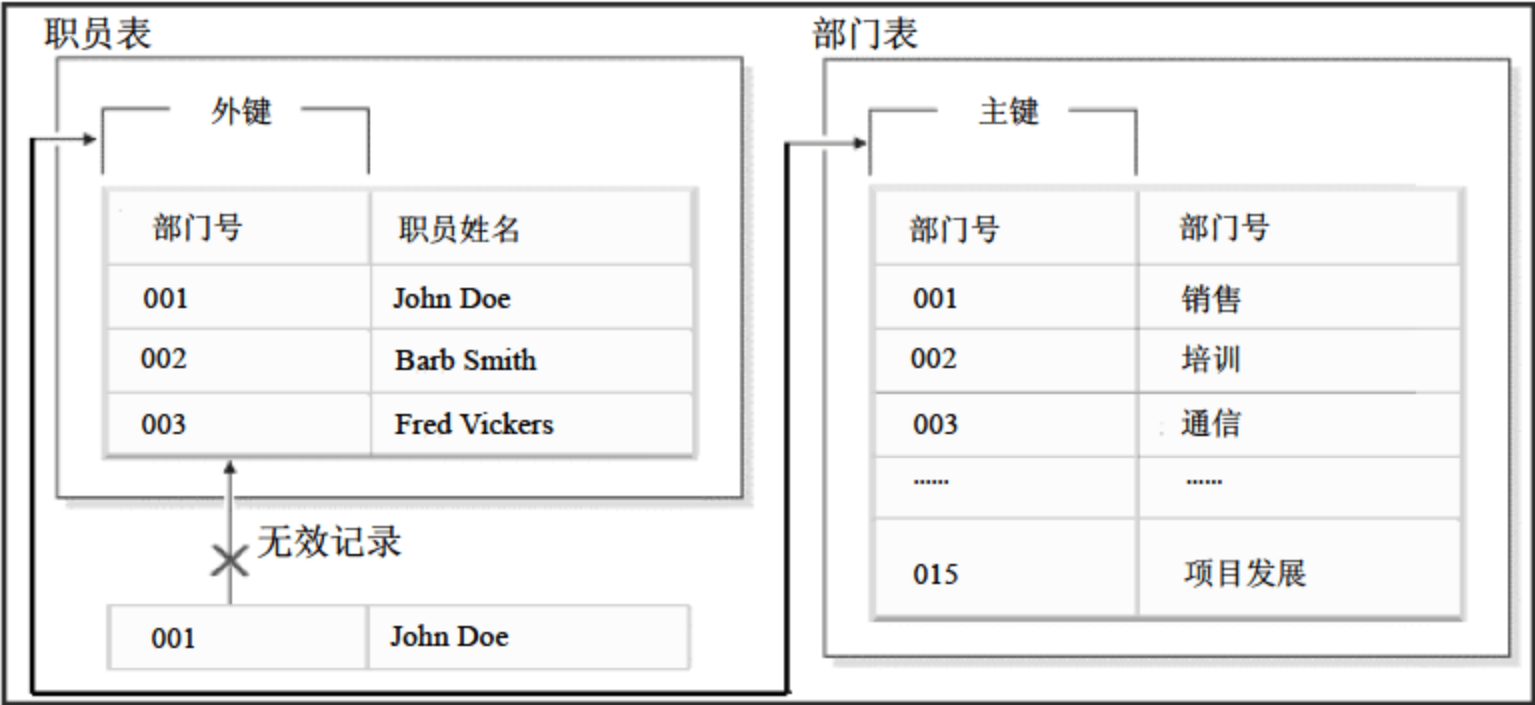 职员表
外键
部门号 职员姓名
001 John Doe
002 Barb Smith
003 Fred Vickers
无效记录
001 John Doe
部门表
主键
部门号 部门号
001 销售
002 培训
003 通信
...... ......
015 项目发展